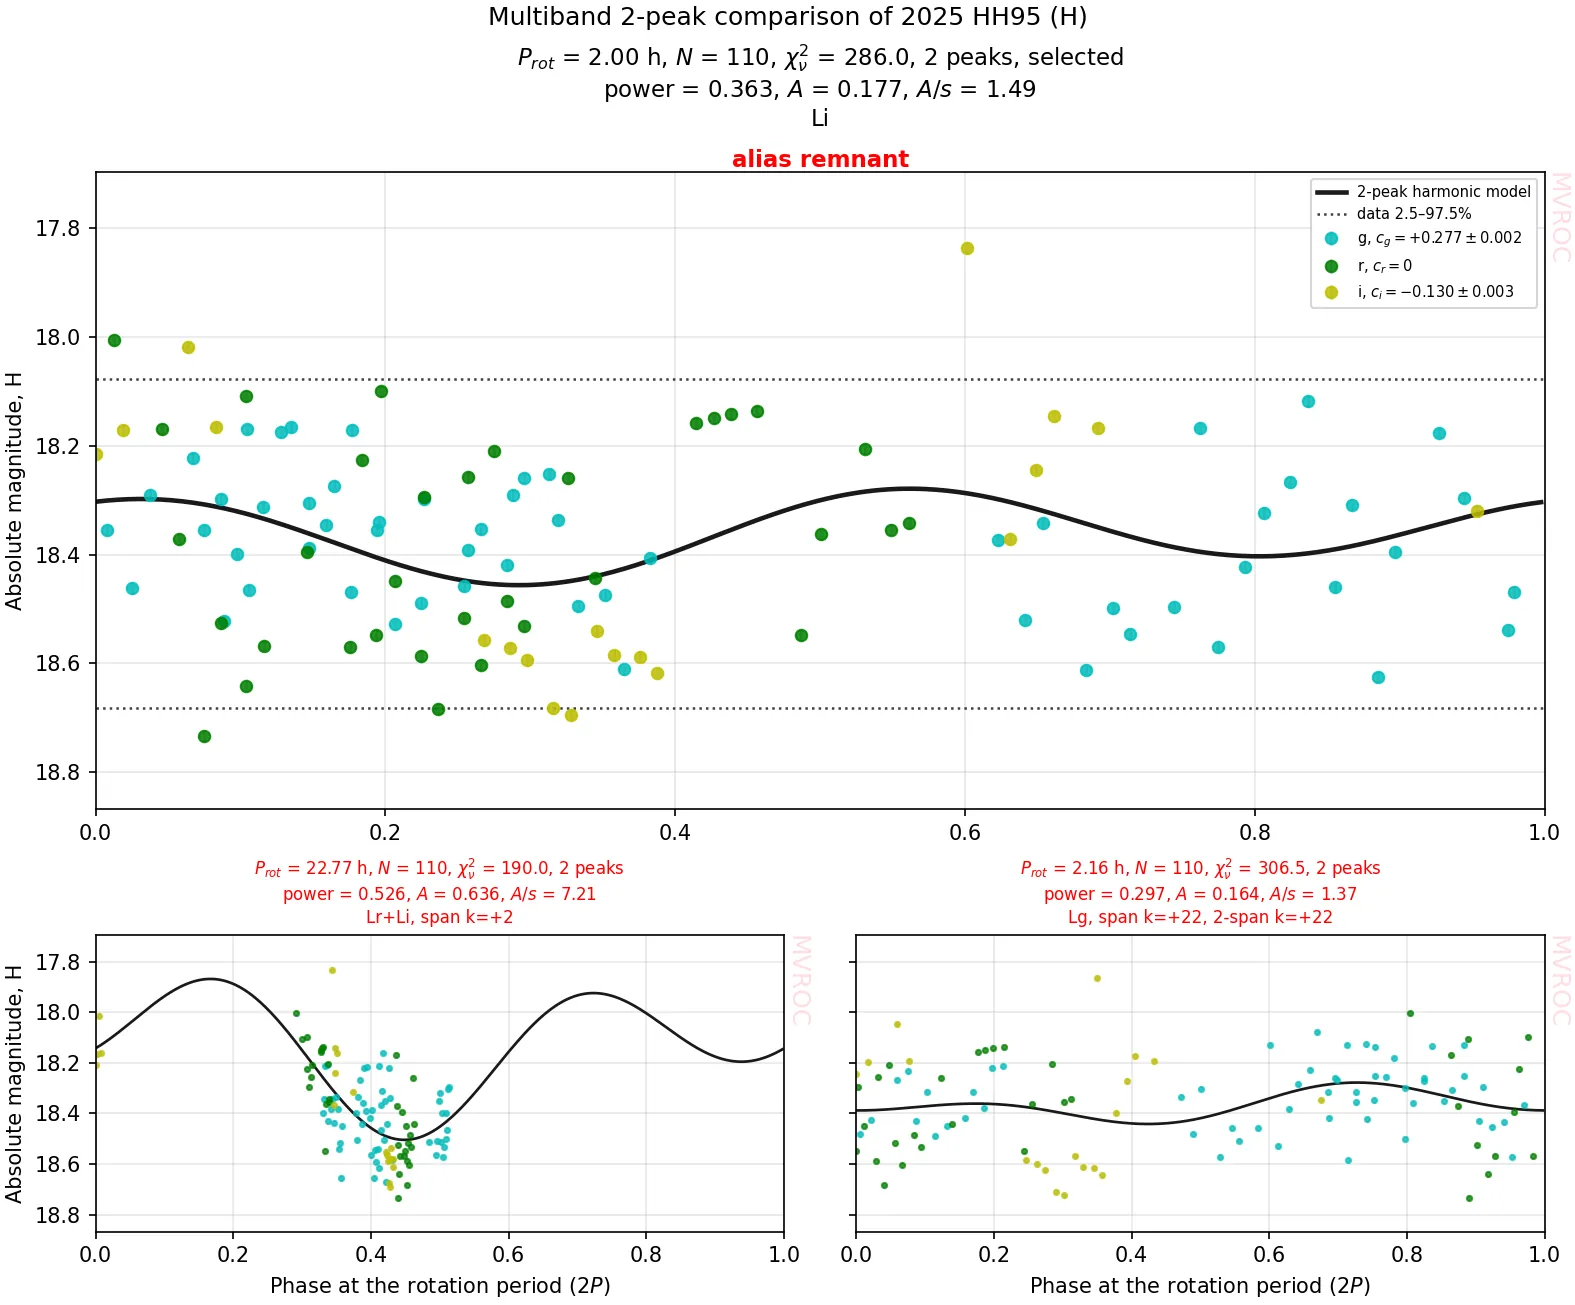 Multiband 2-peak comparison of 2025 HH95 (H)
P_rot = 2.00 h, N = 110, χ²_ν = 286.0, 2 peaks, selected
power = 0.363, A = 0.177, A/s = 1.49
Li
alias remnant
2-peak harmonic model
data 2.5–97.5%
g, c_g = +0.277 ± 0.002
r, c_r = 0
i, c_i = −0.130 ± 0.003
MVROC
Absolute magnitude, H
17.8
18.0
18.2
18.4
18.6
18.8
0.0 0.2 0.4 0.6 0.8 1.0
P_rot = 22.77 h, N = 110, χ²_ν = 190.0, 2 peaks
power = 0.526, A = 0.636, A/s = 7.21
Lr+Li, span k=+2
MVROC
Absolute magnitude, H
17.8
18.0
18.2
18.4
18.6
18.8
0.0 0.2 0.4 0.6 0.8 1.0
Phase at the rotation period (2P)
P_rot = 2.16 h, N = 110, χ²_ν = 306.5, 2 peaks
power = 0.297, A = 0.164, A/s = 1.37
Lg, span k=+22, 2-span k=+22
MVROC
0.0 0.2 0.4 0.6 0.8 1.0
Phase at the rotation period (2P)